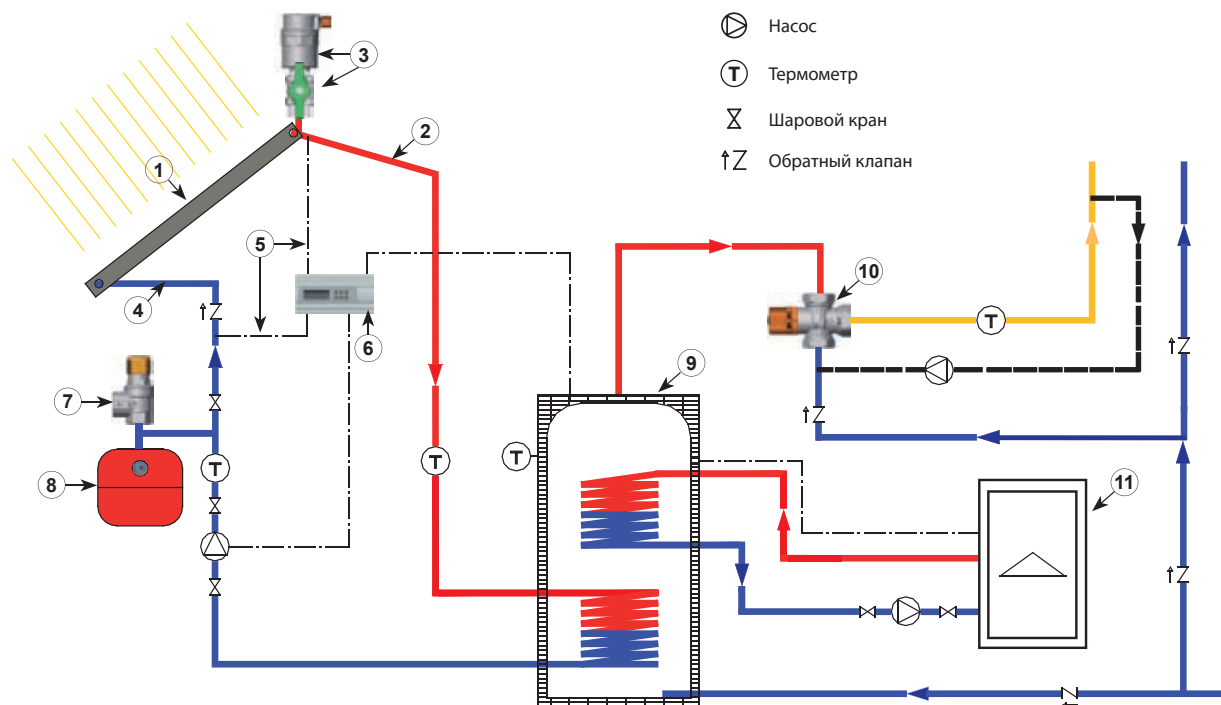 Насос
Термометр
Шаровой кран
Обратный клапан
3
2
1
5
4
6
7
8
9
10
11
T
T
T
T
T